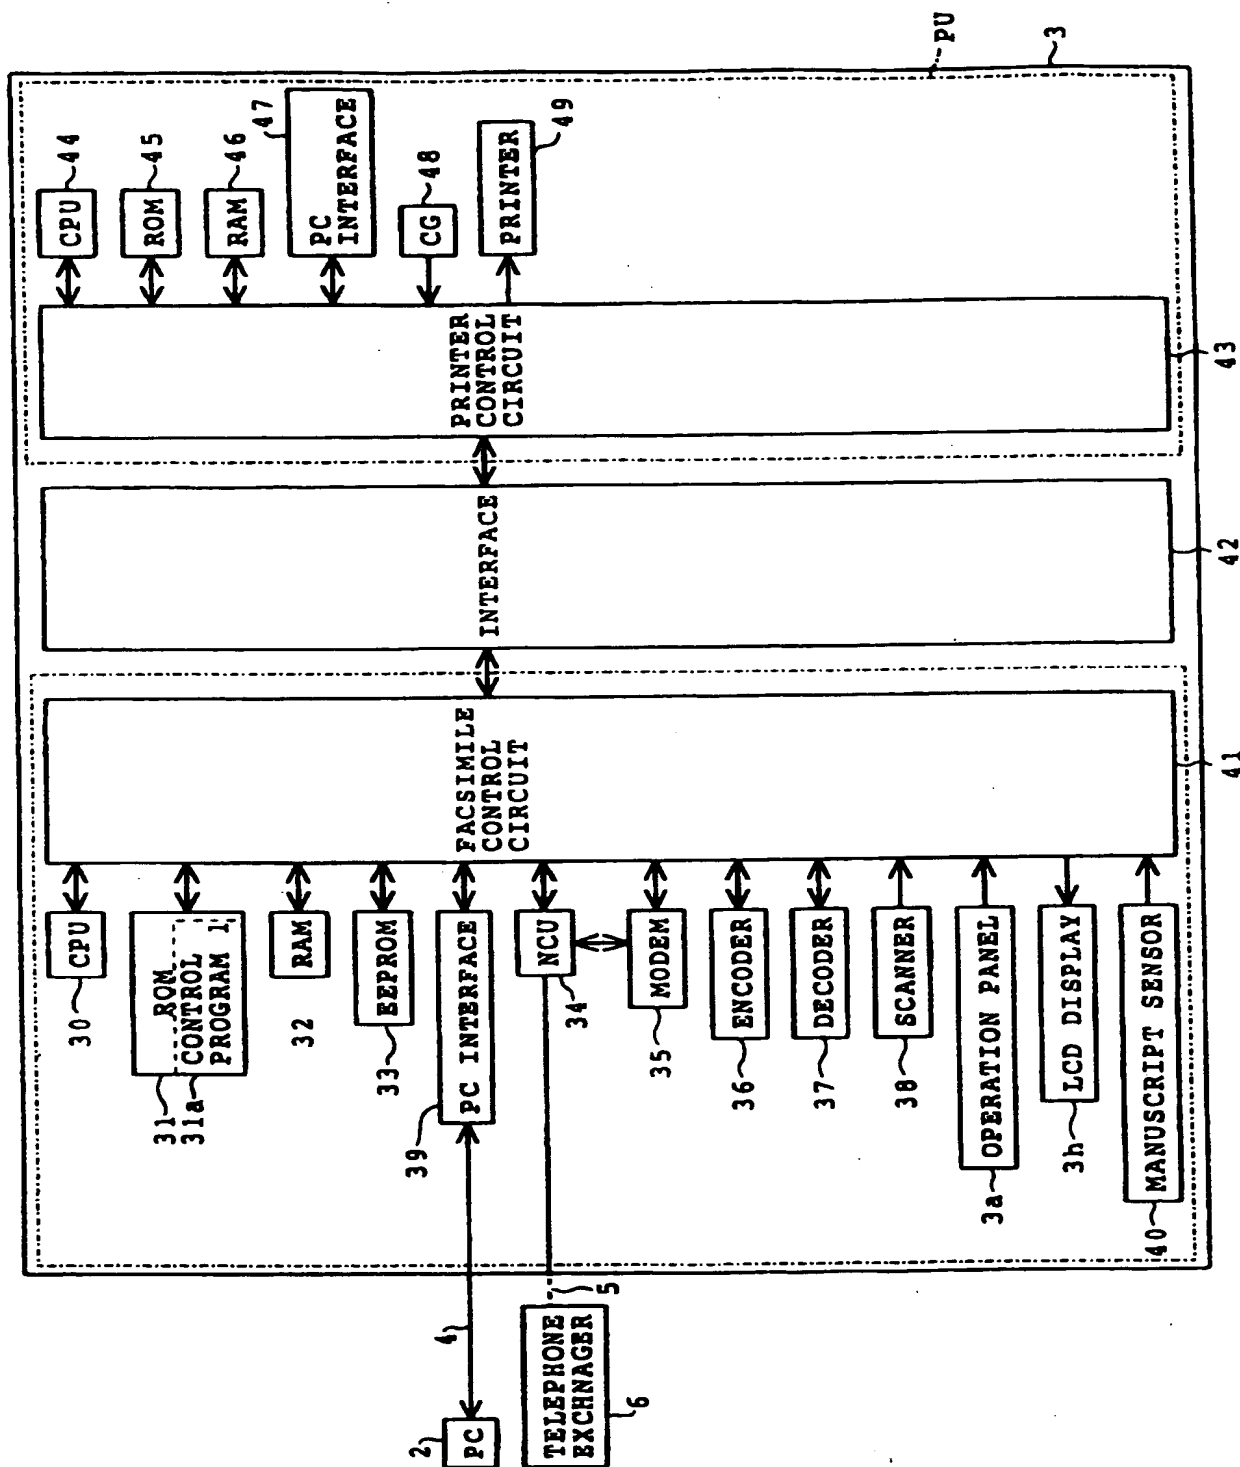 2
PC
4
TELEPHONE
EXCHNAGER
6
5
30
CPU
31
31a
ROM
CONTROL
PROGRAM 1
32
RAM
33
EEPROM
39
PC INTERFACE
34
NCU
35
MODEM
36
ENCODER
37
DECODER
38
SCANNER
3a
OPERATION PANEL
3h
LCD DISPLAY
40
MANUSCRIPT SENSOR
FACSIMILE
CONTROL
CIRCUIT
41
INTERFACE
42
PRINTER
CONTROL
CIRCUIT
43
CPU
44
ROM
45
RAM
46
PC
INTERFACE
47
CG
48
PRINTER
49
PU
3